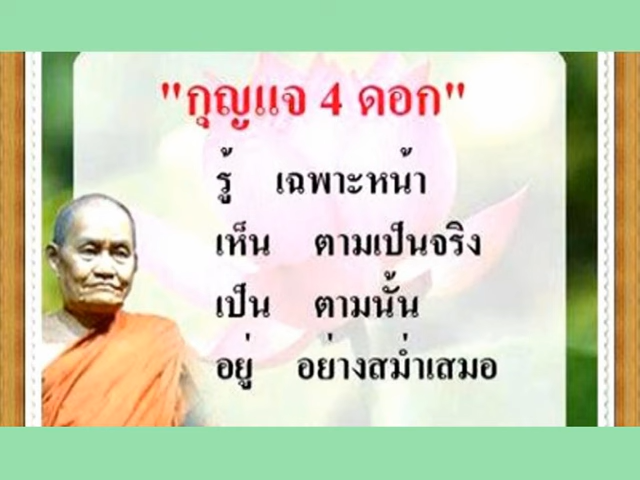 "กุญแจ 4 ดอก"
รู้ เฉพาะหน้า
เห็น ตามเป็นจริง
เป็น ตามนั้น
อยู่ อย่างสม่ำเสมอ